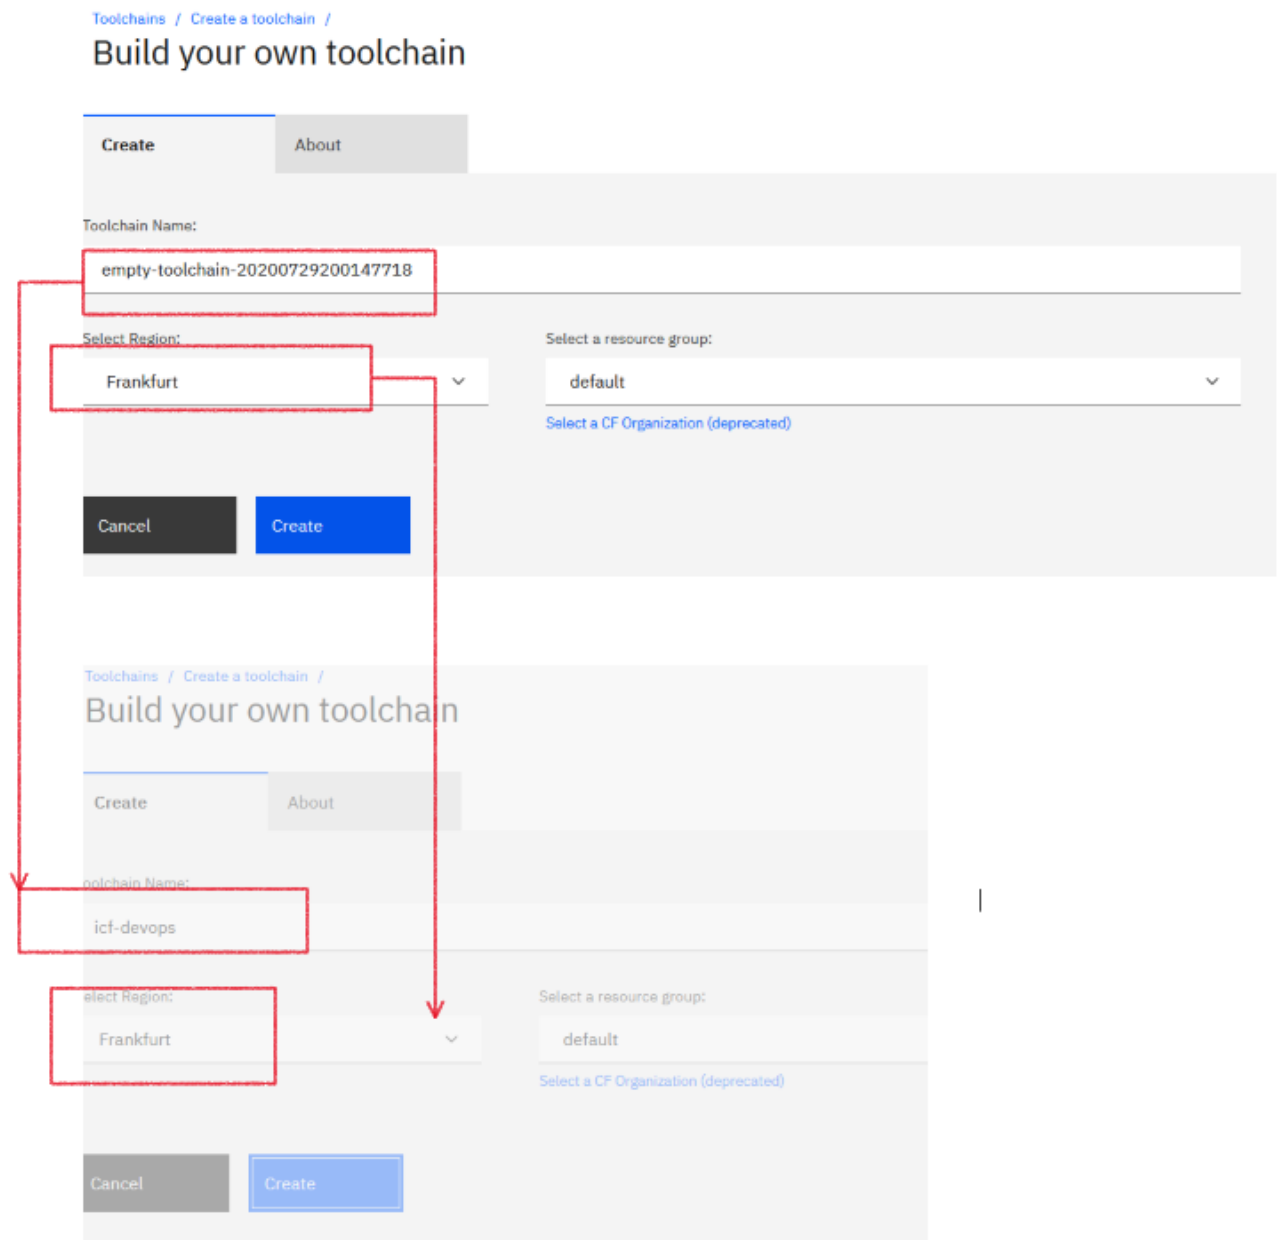 Toolchains / Create a toolchain /
Build your own toolchain
Create About
Toolchain Name:
empty-toolchain-20200729200147718
Select Region: Select a resource group:
Frankfurt default
Select a CF Organization (deprecated)
Cancel Create
Toolchains / Create a toolchain /
Build your own toolchain
Create About
oolchain Name:
icf-devops
elect Region: Select a resource group:
Frankfurt default
Select a CF Organization (deprecated)
Cancel Create